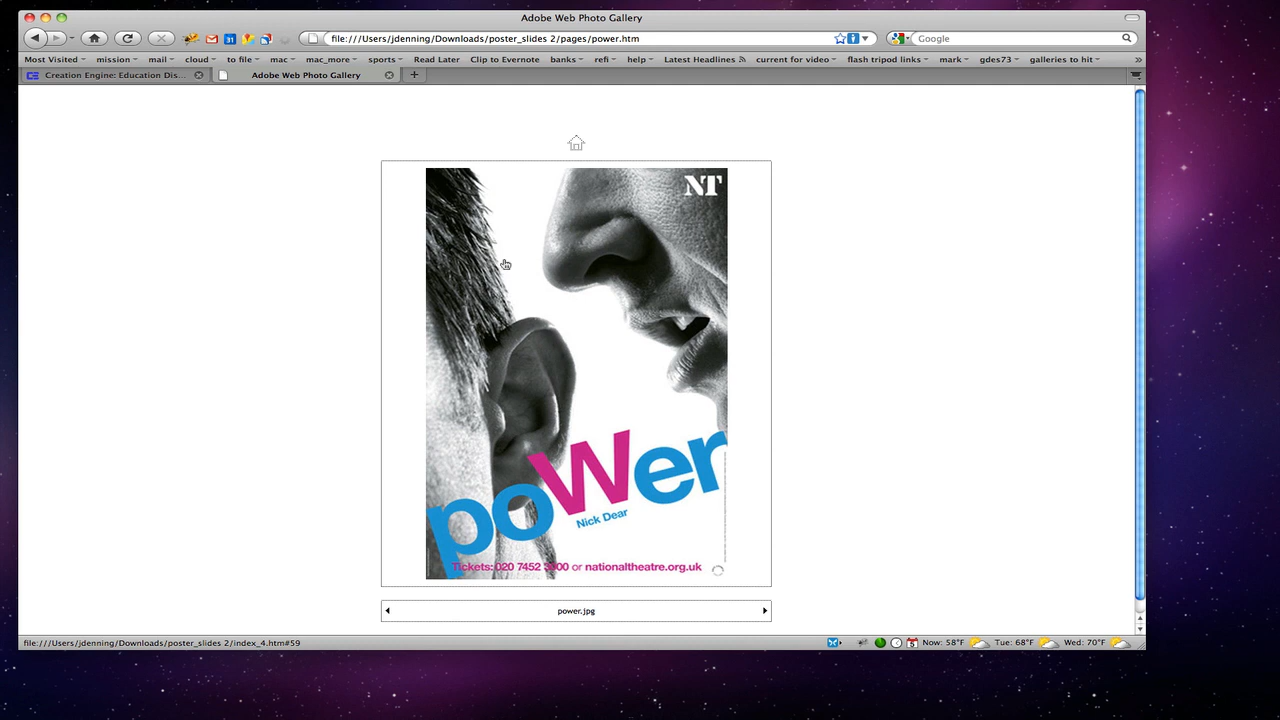 Adobe Web Photo Gallery
file:///Users/jdenning/Downloads/poster_slides 2/pages/power.htm
Google
Most Visited mission mail cloud to file mac mac_more sports Read Later Clip to Evernote banks refi help Latest Headlines current for video flash tripod links mark gdes73 galleries to hit »
Creation Engine: Education Dis... Adobe Web Photo Gallery
NT
poWer
Nick Dear
Tickets: 020 7452 3000 or nationaltheatre.org.uk
power.jpg
file:///Users/jdenning/Downloads/poster_slides 2/index_4.htm#59
Now: 58°F Tue: 68°F Wed: 70°F